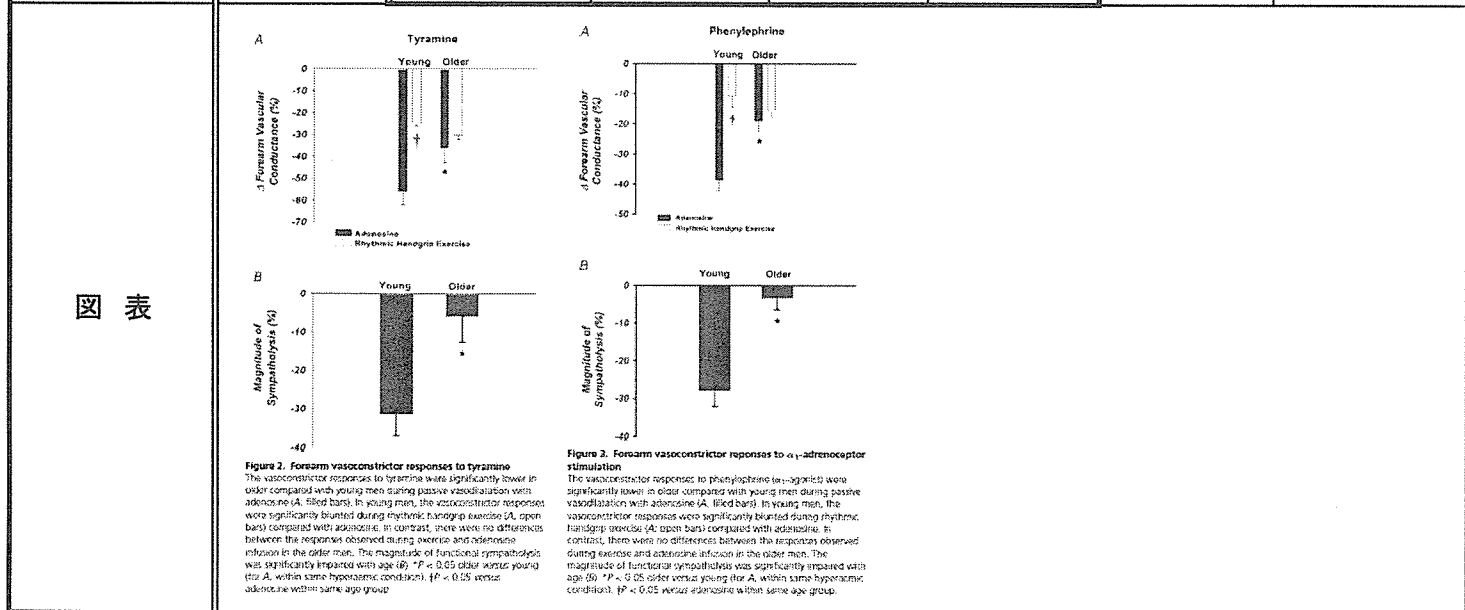 図 表
A
Tyramine
Young Older
0
-10
-20
-30
-40
-50
-60
-70
Δ Forearm Vascular
Conductance (%)
†
*
Adenosine
Rhythmic Handgrip Exercise
B
Young Older
0
-10
-20
-30
-40
Magnitude of
Sympatholysis (%)
*
Figure 2. Forearm vasoconstrictor responses to tyramine
The vasoconstrictor responses to tyramine were significantly lower in
older compared with young men during passive vasodilatation with
adenosine (A, filled bars). In young men, the vasoconstrictor responses
were significantly blunted during rhythmic handgrip exercise (A, open
bars) compared with adenosine. In contrast, there were no differences
between the responses observed during exercise and adenosine
infusion in the older men. The magnitude of functional sympatholysis
was significantly impaired with age (B). *P < 0.05 older versus young
(for A, within same hyperaemic condition). †P < 0.05 versus
adenosine within same age group
A
Phenylephrine
Young Older
0
-10
-20
-30
-40
-50
Δ Forearm Vascular
Conductance (%)
†
*
Adenosine
Rhythmic Handgrip Exercise
B
Young Older
0
-10
-20
-30
-40
Magnitude of
Sympatholysis (%)
*
Figure 3. Forearm vasoconstrictor reponses to α₁-adrenoceptor
stimulation
The vasoconstrictor responses to phenylephrine (α₁-agonist) were
significantly lower in older compared with young men during passive
vasodilatation with adenosine (A, filled bars). In young men, the
vasoconstrictor responses were significantly blunted during rhythmic
handgrip exercise (A; open bars) compared with adenosine. In
contrast, there were no differences between the responses observed
during exercise and adenosine infusion in the older men. The
magnitude of functional sympatholysis was significantly impaired with
age (B). *P < 0.05 older versus young (for A, within same hyperaemic
condition). †P < 0.05 versus adenosine within same age group.